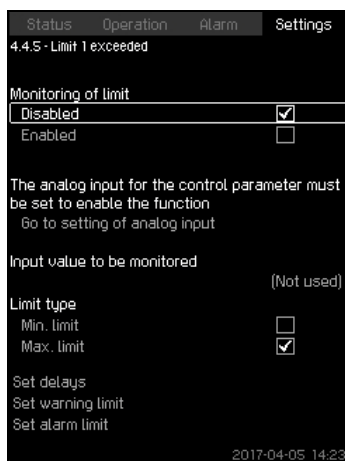 Status Operation Alarm Settings
4.4.5 - Limit 1 exceeded
Monitoring of limit
Disabled
Enabled
The analog input for the control parameter must
be set to enable the function
Go to setting of analog input
Input value to be monitored
(Not used)
Limit type
Min. limit
Max. limit
Set delays
Set warning limit
Set alarm limit
2017-04-05 14:23